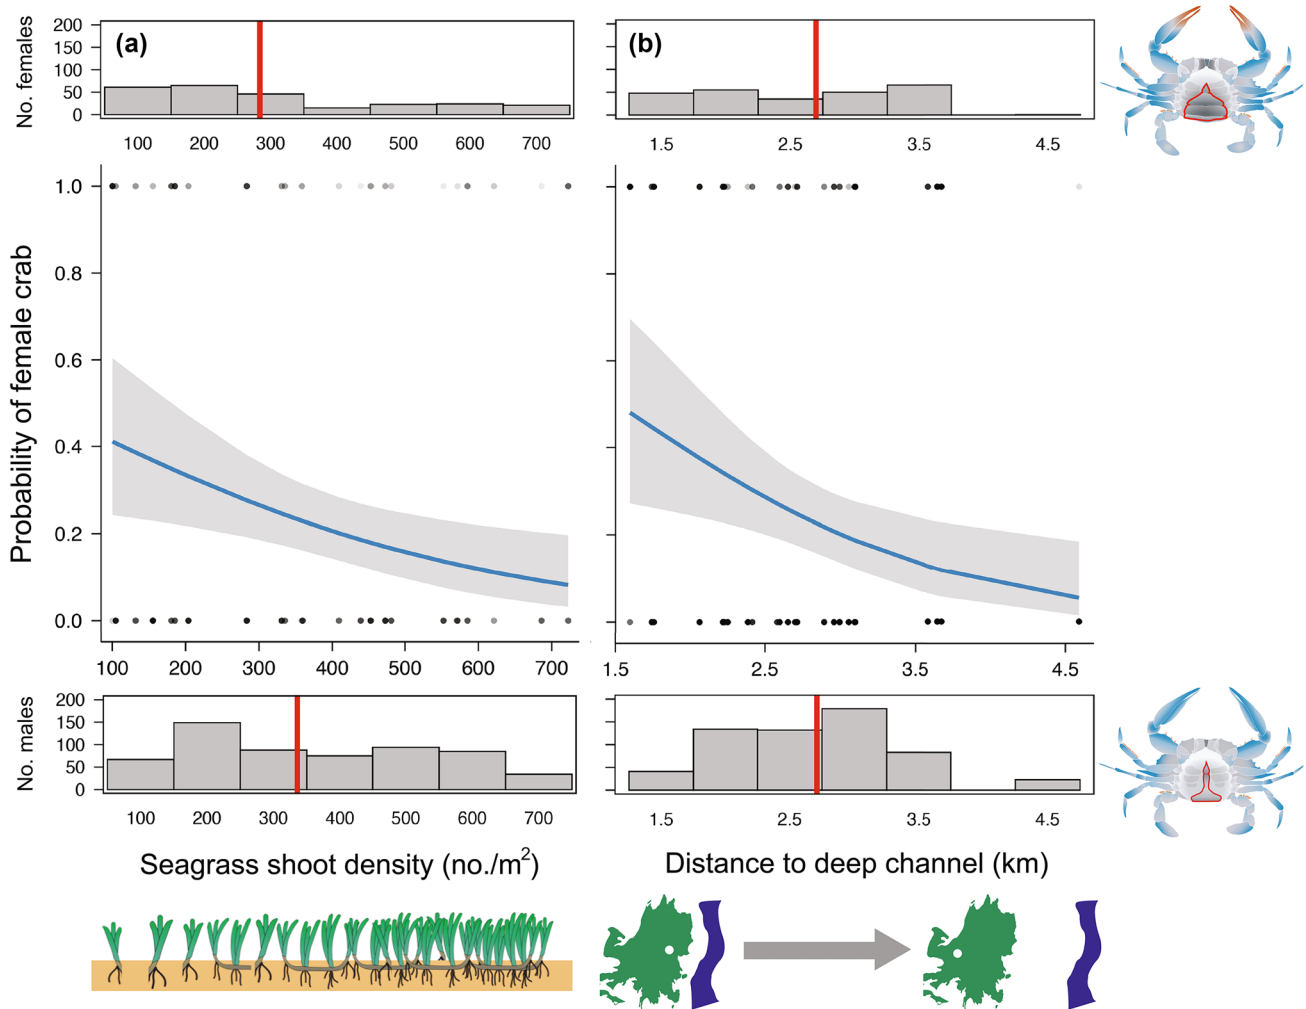 No. females
200
150
100
50
0
(a)
100 200 300 400 500 600 700
(b)
1.5 2.5 3.5 4.5
Probability of female crab
1.0
0.8
0.6
0.4
0.2
0.0
100 200 300 400 500 600 700
1.5 2.5 3.5 4.5
No. males
200
150
100
50
0
100 200 300 400 500 600 700
1.5 2.5 3.5 4.5
Seagrass shoot density (no./m²)
Distance to deep channel (km)